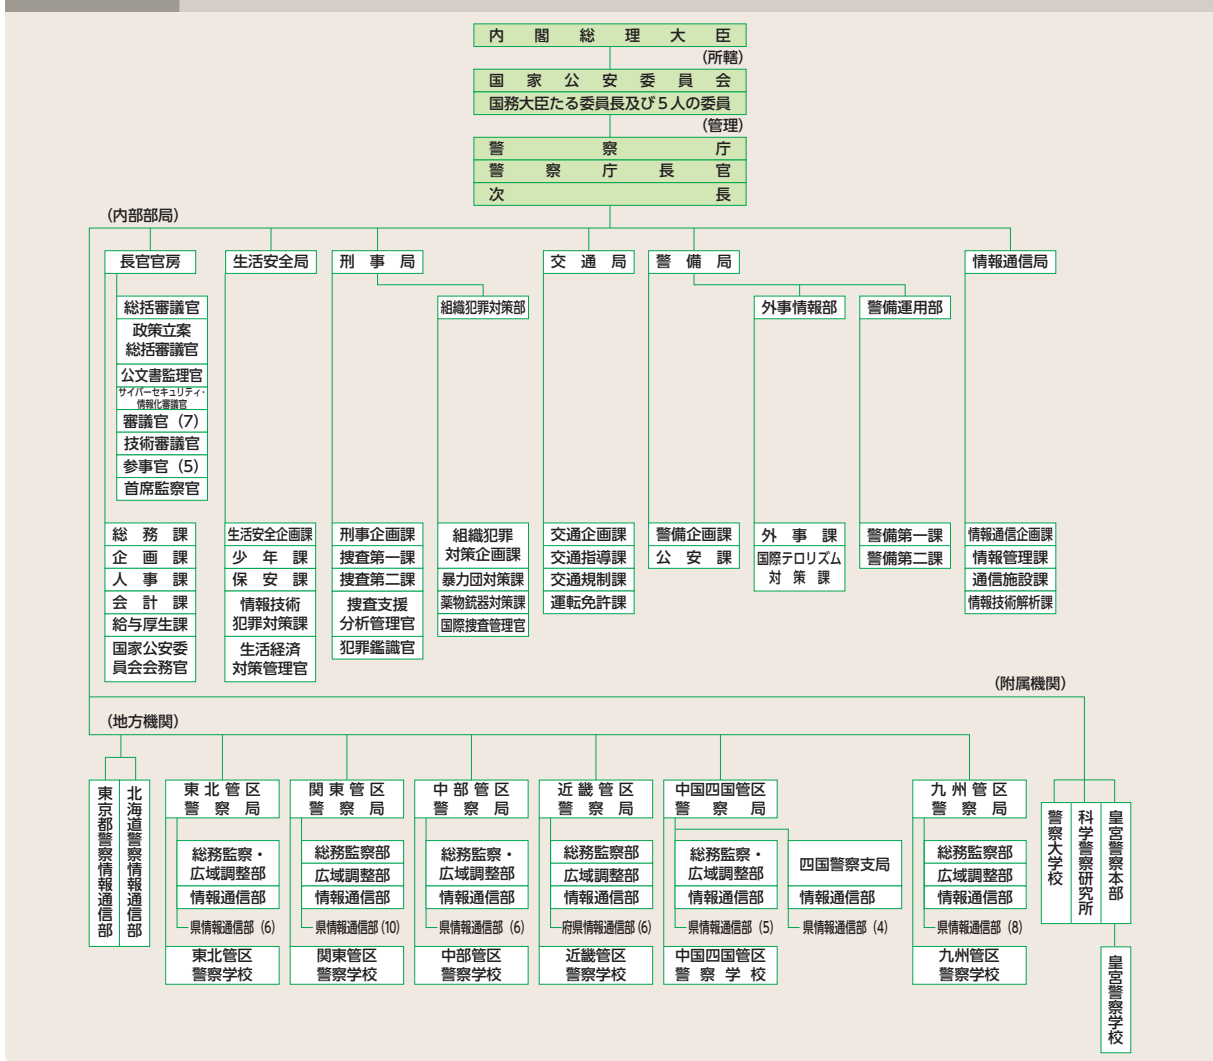 内閣総理大臣
(所轄)
国家公安委員会
国務大臣たる委員長及び5人の委員
(管理)
警察庁
警察庁長官
次長
(内部部局)
長官官房
総括審議官
政策立案
総括審議官
公文書監理官
サイバーセキュリティ・
情報化審議官
審議官(7)
技術審議官
参事官(5)
首席監察官
総務課
企画課
人事課
会計課
給与厚生課
国家公安委
員会会務官
生活安全局
生活安全企画課
少年課
保安課
情報技術
犯罪対策課
生活経済
対策管理官
刑事局
刑事企画課
捜査第一課
捜査第二課
捜査支援
分析管理官
犯罪鑑識官
組織犯罪対策部
組織犯罪
対策企画課
暴力団対策課
薬物銃器対策課
国際捜査管理官
交通局
交通企画課
交通指導課
交通規制課
運転免許課
警備局
警備企画課
公安課
外事情報部
外事課
国際テロリズム
対策課
警備運用部
警備第一課
警備第二課
情報通信局
情報通信企画課
情報管理課
通信施設課
情報技術解析課
(附属機関)
(地方機関)
東京都警察情報通信部
北海道警察情報通信部
東北管区
警察局
総務監察・
広域調整部
情報通信部
県情報通信部(6)
東北管区
警察学校
関東管区
警察局
総務監察部
広域調整部
情報通信部
県情報通信部(10)
関東管区
警察学校
中部管区
警察局
総務監察・
広域調整部
情報通信部
県情報通信部(6)
中部管区
警察学校
近畿管区
警察局
総務監察部
広域調整部
情報通信部
府県情報通信部(6)
近畿管区
警察学校
中国四国管区
警察局
総務監察・
広域調整部
情報通信部
県情報通信部(5)
中国四国管区
警察学校
四国警察支局
情報通信部
県情報通信部(4)
九州管区
警察局
総務監察部
広域調整部
情報通信部
県情報通信部(8)
九州管区
警察学校
警察大学校
科学警察研究所
皇宮警察本部
皇宮警察学校